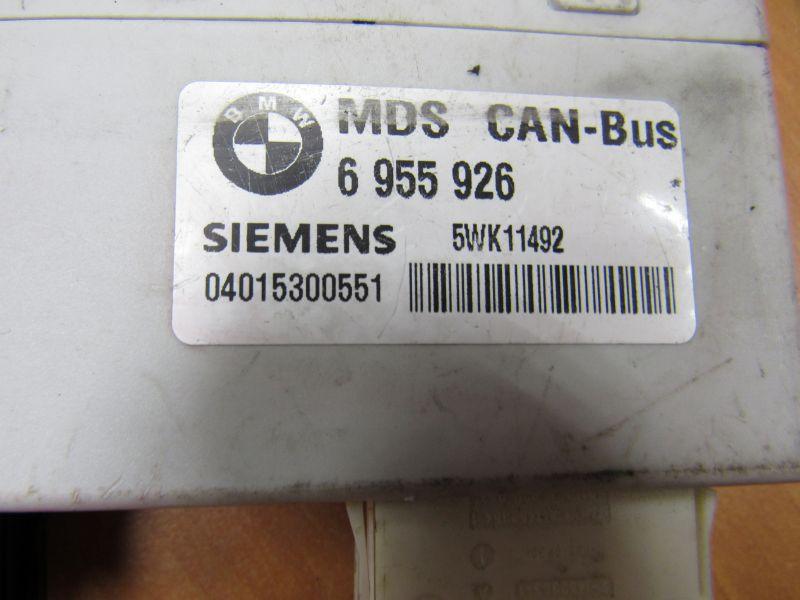 BMW
MDS CAN-Bus
6 955 926
SIEMENS 5WK11492
04015300551